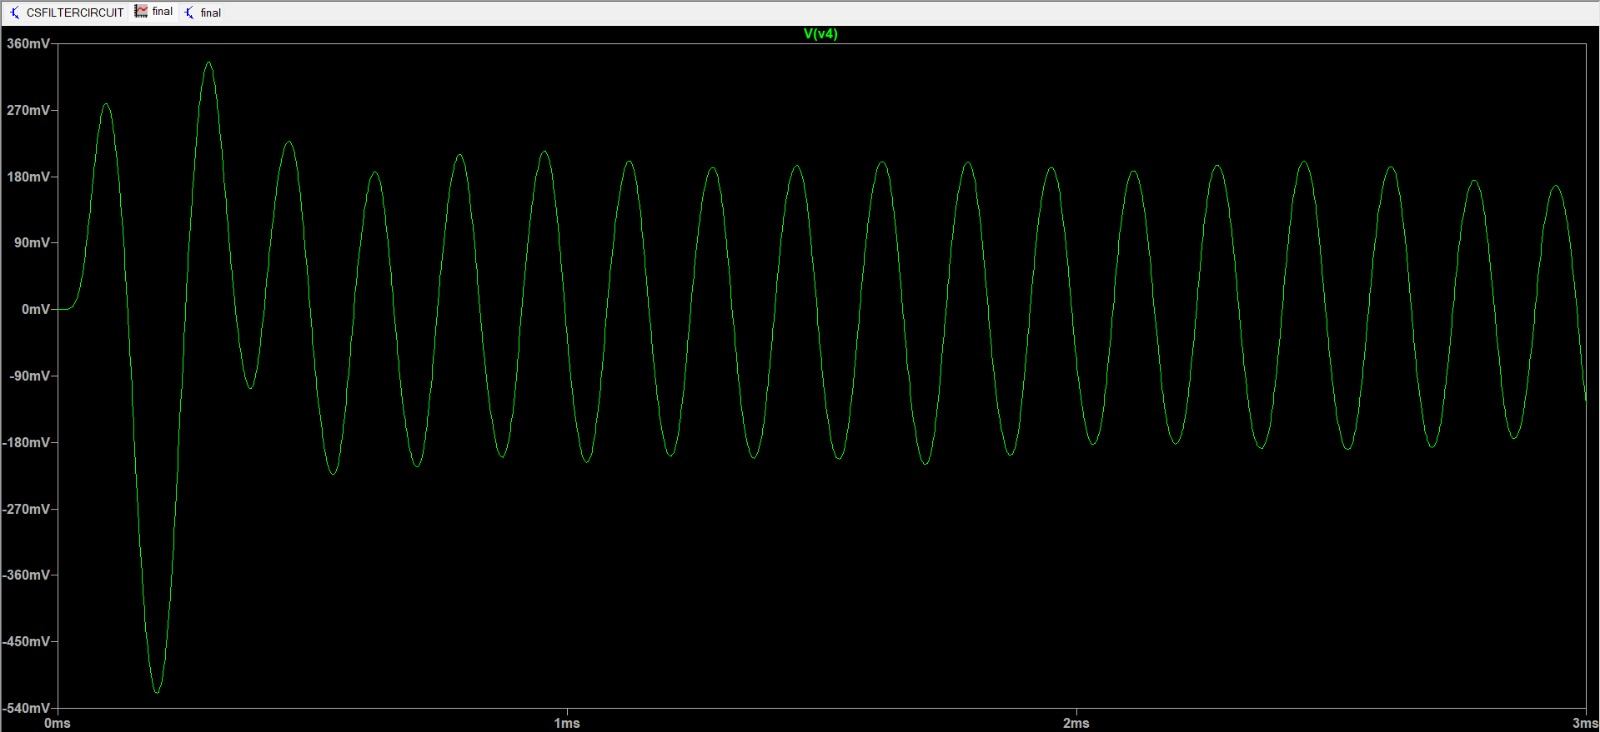 CSFILTERCIRCUIT final final
V(v4)
360mV
270mV
180mV
90mV
0mV
-90mV
-180mV
-270mV
-360mV
-450mV
-540mV
0ms 1ms 2ms 3ms